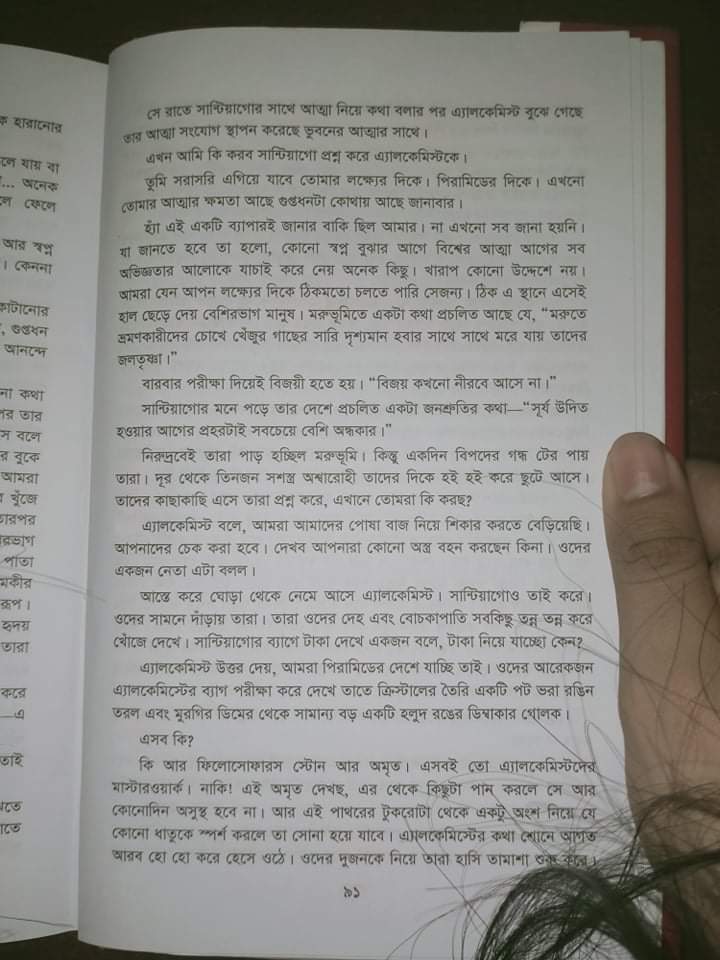 ক হারানোর
লে যায় বা
... অনেক
লে ফেলে
আর স্বপ্ন
। কেননা
কাটানোর
, গুপ্তধন
আনন্দে
না কথা
পর তার
স বলে
র বুকে
আমরা
খুঁজে
তারপর
রভাগ
পাতা
মকীর
রূপ।
হৃদয়
তারা
করে
—এ
তাই
খতে
াতে
সে রাতে সান্টিয়াগোর সাথে আত্মা নিয়ে কথা বলার পর এ্যালকেমিস্ট বুঝে গেছে
তার আত্মা সংযোগ স্থাপন করেছে ভুবনের আত্মার সাথে।
এখন আমি কি করব সান্টিয়াগো প্রশ্ন করে এ্যালকেমিস্টকে।
তুমি সরাসরি এগিয়ে যাবে তোমার লক্ষ্যের দিকে। পিরামিডের দিকে। এখনো
তোমার আত্মার ক্ষমতা আছে গুপ্তধনটা কোথায় আছে জানাবার।
হ্যাঁ এই একটি ব্যাপারই জানার বাকি ছিল আমার। না এখনো সব জানা হয়নি।
যা জানতে হবে তা হলো, কোনো স্বপ্ন বুঝার আগে বিশ্বের আত্মা আগের সব
অভিজ্ঞতার আলোকে যাচাই করে নেয় অনেক কিছু। খারাপ কোনো উদ্দেশে নয়।
আমরা যেন আপন লক্ষ্যের দিকে ঠিকমতো চলতে পারি সেজন্য। ঠিক এ স্থানে এসেই
হাল ছেড়ে দেয় বেশিরভাগ মানুষ। মরুভূমিতে একটা কথা প্রচলিত আছে যে, “মরুতে
ভ্রমণকারীদের চোখে খেঁজুর গাছের সারি দৃশ্যমান হবার সাথে সাথে মরে যায় তাদের
জলতৃষ্ণা।”
বারবার পরীক্ষা দিয়েই বিজয়ী হতে হয়। “বিজয় কখনো নীরবে আসে না।”
সান্টিয়াগোর মনে পড়ে তার দেশে প্রচলিত একটা জনশ্রুতির কথা—“সূর্য উদিত
হওয়ার আগের প্রহরটাই সবচেয়ে বেশি অন্ধকার।”
নিরুদ্রবেই তারা পাড় হচ্ছিল মরুভূমি। কিন্তু একদিন বিপদের গন্ধ টের পায়
তারা। দূর থেকে তিনজন সশস্ত্র অশ্বারোহী তাদের দিকে হই হই করে ছুটে আসে।
তাদের কাছাকাছি এসে তারা প্রশ্ন করে, এখানে তোমরা কি করছ?
এ্যালকেমিস্ট বলে, আমরা আমাদের পোষা বাজ নিয়ে শিকার করতে বেড়িয়েছি।
আপনাদের চেক করা হবে। দেখব আপনারা কোনো অস্ত্র বহন করছেন কিনা। ওদের
একজন নেতা এটা বলল।
আস্তে করে ঘোড়া থেকে নেমে আসে এ্যালকেমিস্ট। সান্টিয়াগোও তাই করে।
ওদের সামনে দাঁড়ায় তারা। তারা ওদের দেহ এবং বোচকাপাতি সবকিছু তন্ন তন্ন করে
খোঁজে দেখে। সান্টিয়াগোর ব্যাগে টাকা দেখে একজন বলে, টাকা নিয়ে যাচ্ছো কেন?
এ্যালকেমিস্ট উত্তর দেয়, আমরা পিরামিডের দেশে যাচ্ছি তাই। ওদের আরেকজন
এ্যালকেমিস্টের ব্যাগ পরীক্ষা করে দেখে তাতে ক্রিস্টালের তৈরি একটি পট ভরা রঙিন
তরল এবং মুরগির ডিমের থেকে সামান্য বড় একটি হলুদ রঙের ডিম্বাকার গোলক।
এসব কি?
কি আর ফিলোসোফারস স্টোন আর অমৃত। এসবই তো এ্যালকেমিস্টদের
মাস্টারওয়ার্ক। নাকি! এই অমৃত দেখছ, এর থেকে কিছুটা পান করলে সে আর
কোনোদিন অসুস্থ হবে না। আর এই পাথরের টুকরোটা থেকে একটু অংশ নিয়ে যে
কোনো ধাতুকে স্পর্শ করলে তা সোনা হয়ে যাবে। এ্যালকেমিস্টের কথা শোনে আগত
আরব হো হো করে হেসে ওঠে। ওদের দুজনকে নিয়ে তারা হাসি তামাশা শুরু করে।
৯১